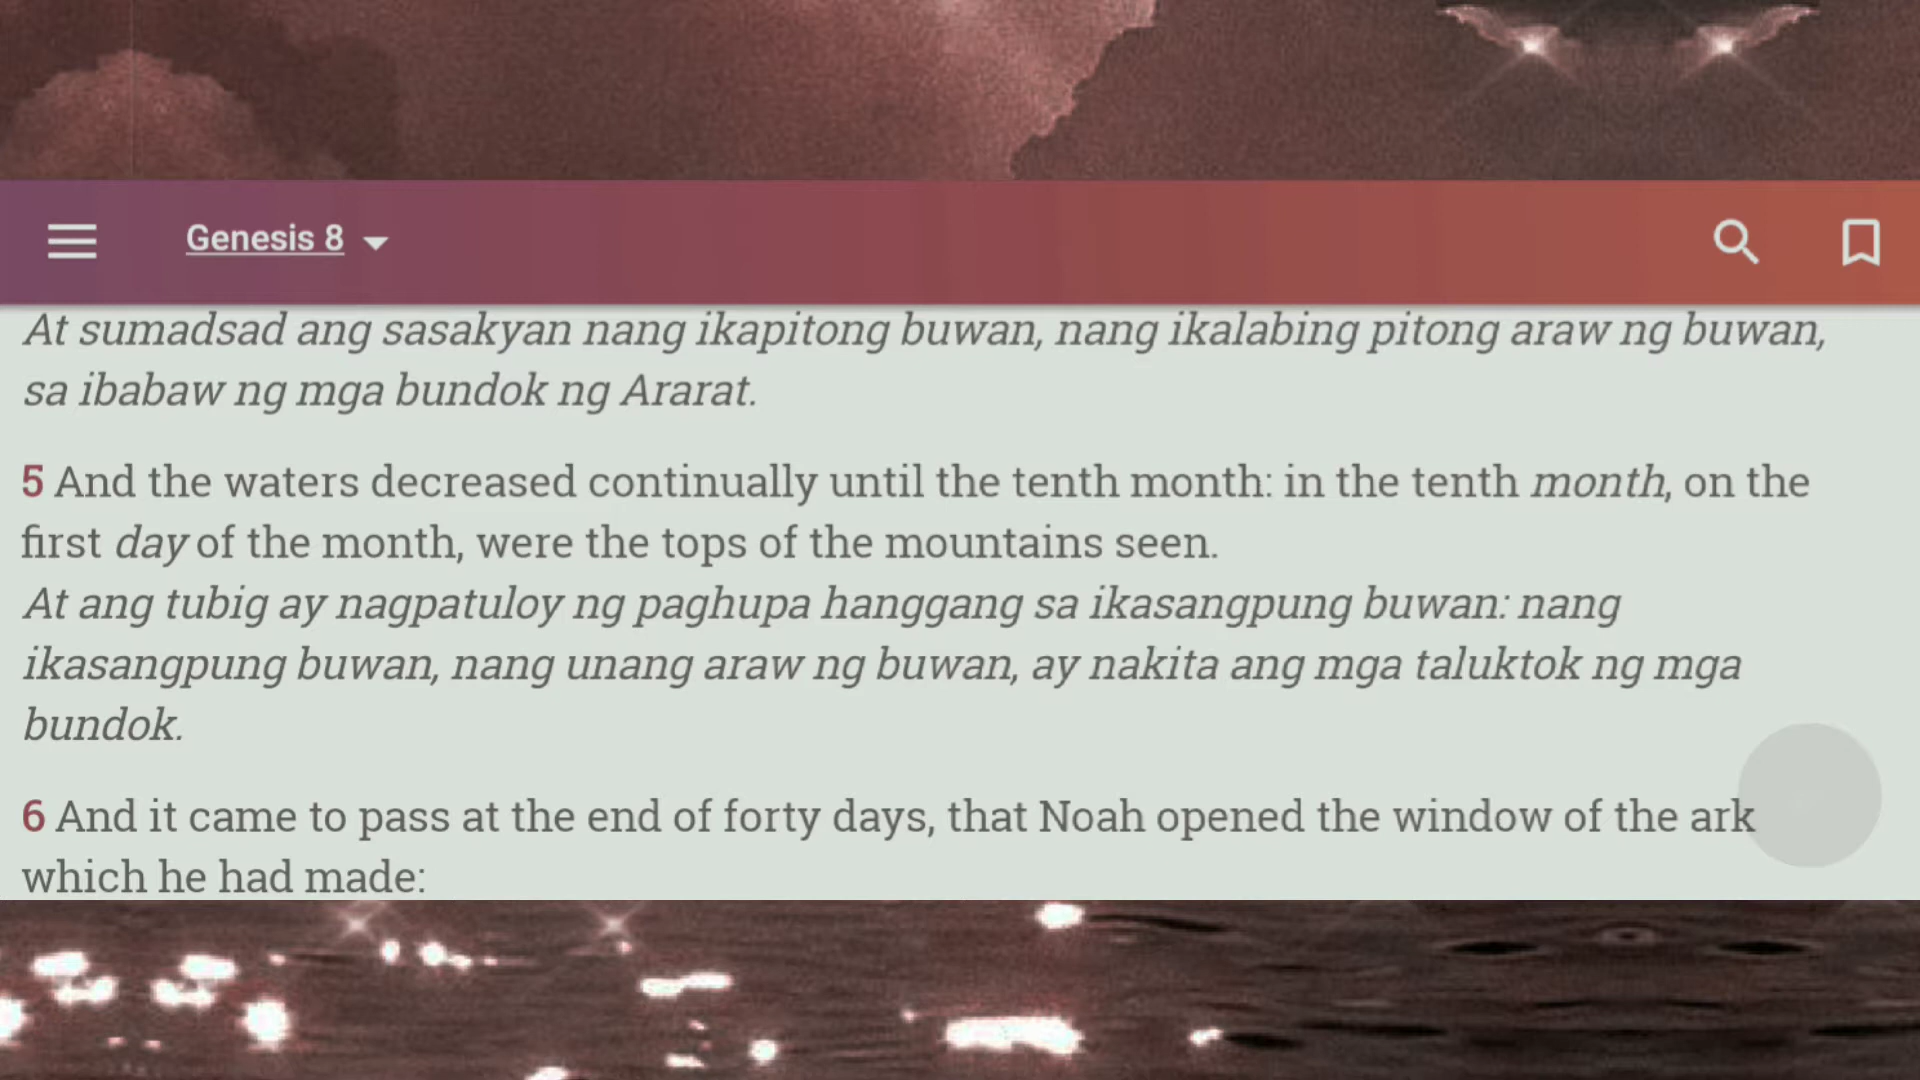 Genesis 8
At sumadsad ang sasakyan nang ikapitong buwan, nang ikalabing pitong araw ng buwan,
sa ibabaw ng mga bundok ng Ararat.
5 And the waters decreased continually until the tenth month: in the tenth month, on the
first day of the month, were the tops of the mountains seen.
At ang tubig ay nagpatuloy ng paghupa hanggang sa ikasangpung buwan: nang
ikasangpung buwan, nang unang araw ng buwan, ay nakita ang mga taluktok ng mga
bundok.
6 And it came to pass at the end of forty days, that Noah opened the window of the ark
which he had made: